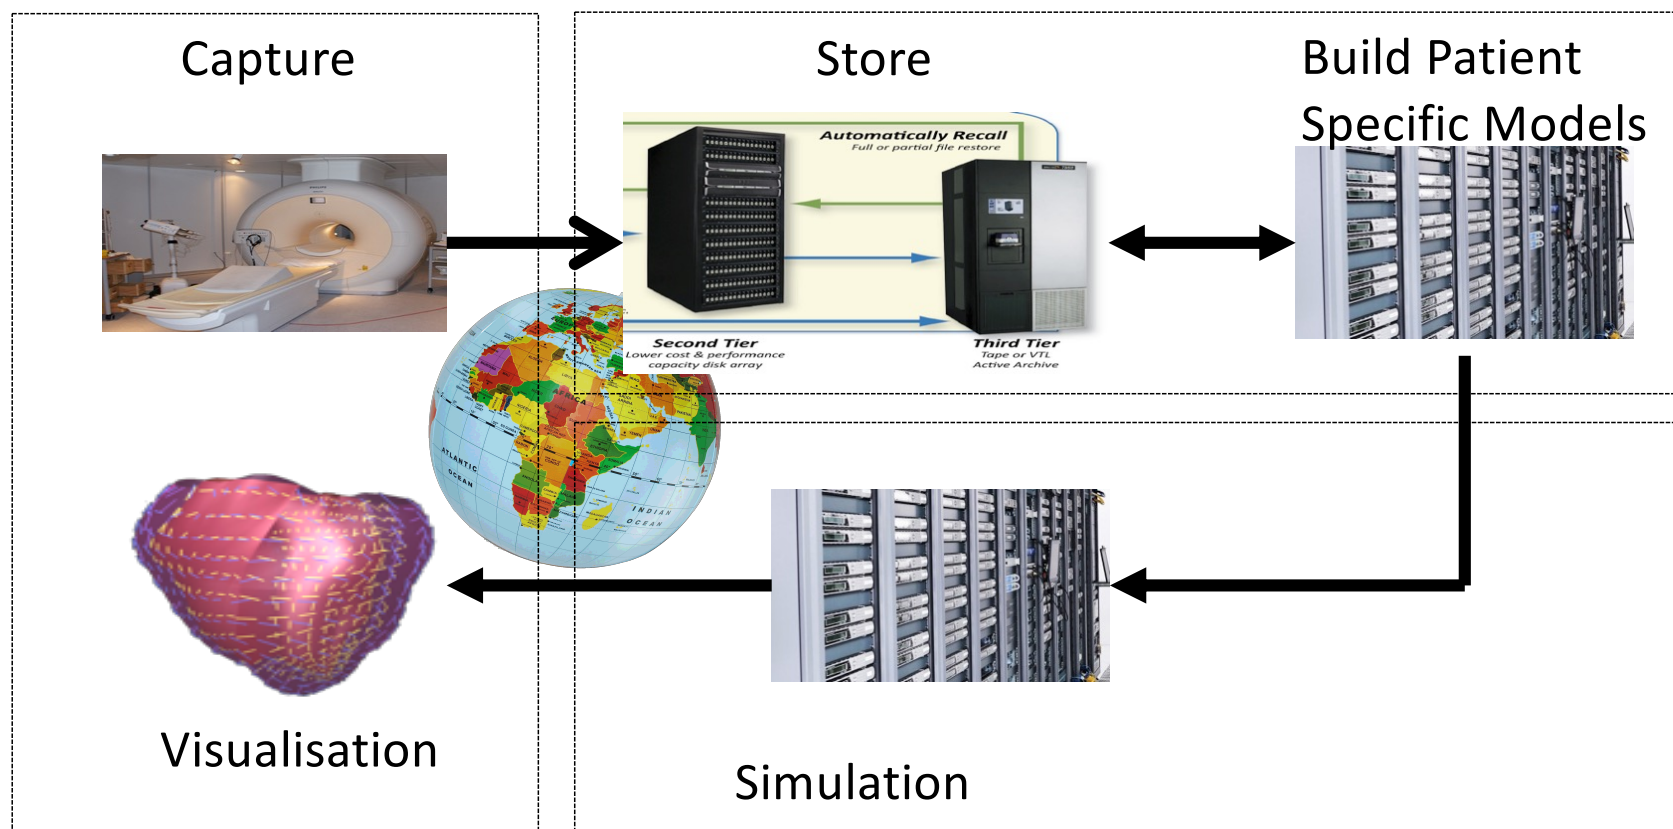 Capture
Store
Build Patient
Specific Models
Automatically Recall
Full or partial file restore
Second Tier
Lower cost & performance
capacity disk array
Third Tier
Tape or VTL
Active Archive
AFRICA
ATLANTIC
OCEAN
INDIAN
OCEAN
Visualisation
Simulation